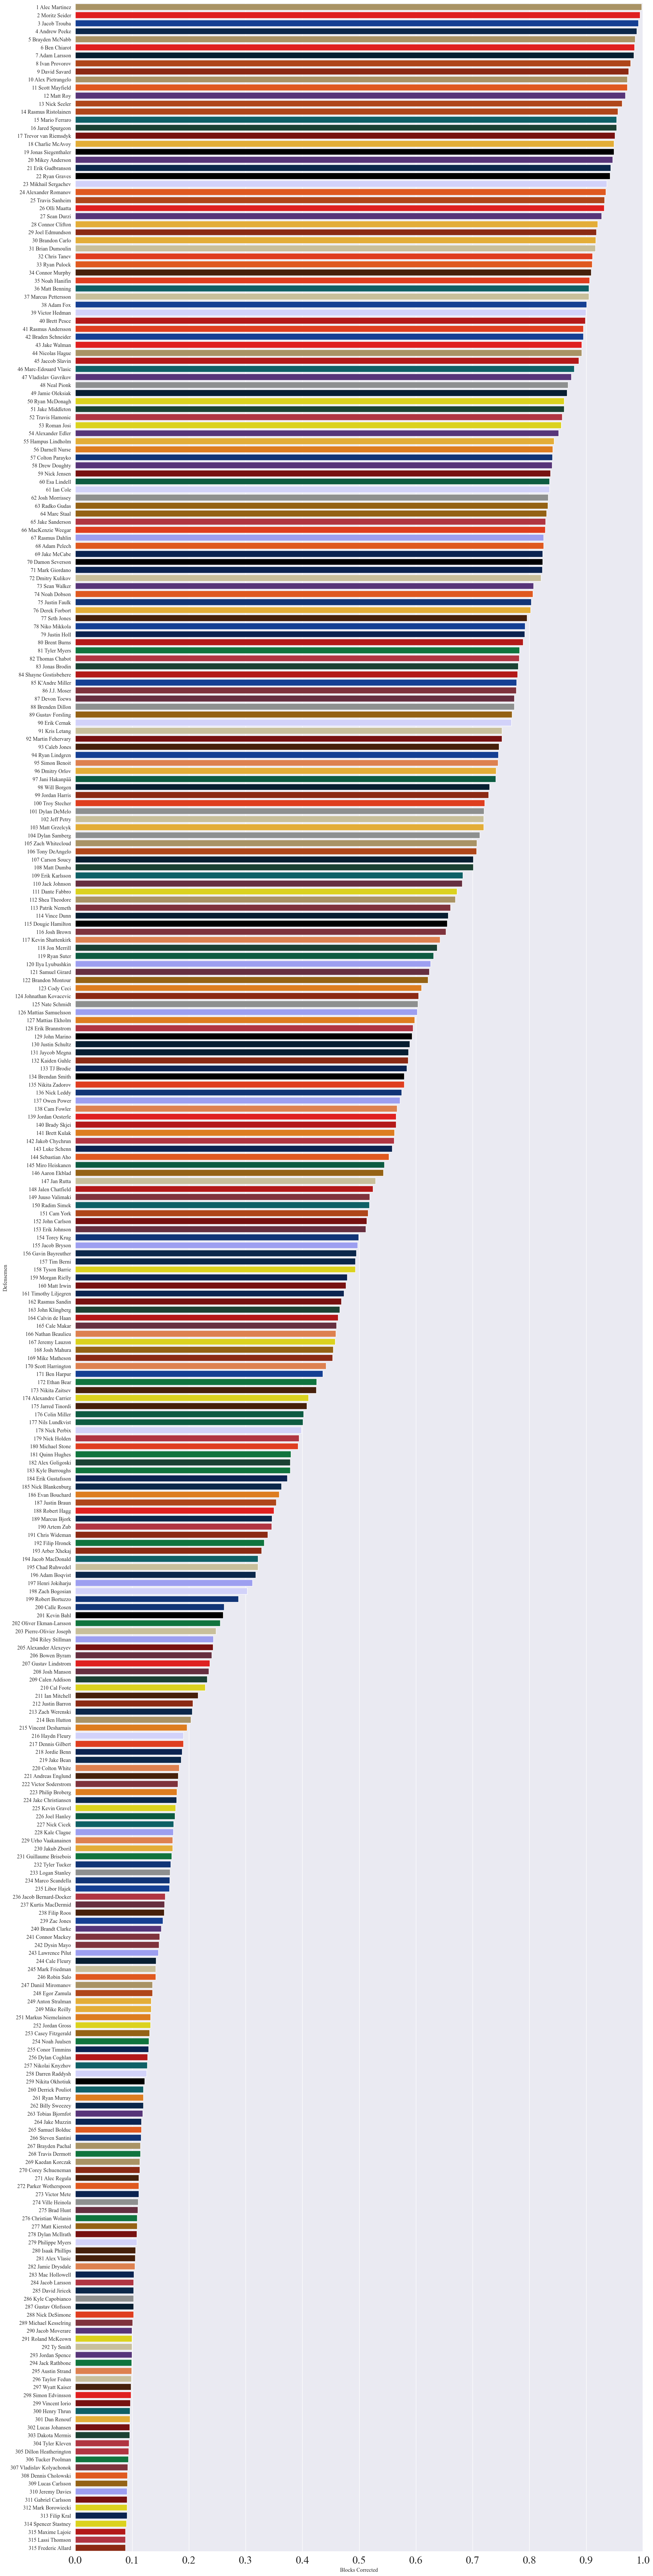 1 Alec Martinez
2 Moritz Seider
3 Jacob Trouba
4 Andrew Peeke
5 Brayden McNabb
6 Ben Chiarot
7 Adam Larsson
8 Ivan Provorov
9 David Savard
10 Alex Pietrangelo
11 Scott Mayfield
12 Matt Roy
13 Nick Seeler
14 Rasmus Ristolainen
15 Mario Ferraro
16 Jared Spurgeon
17 Trevor van Riemsdyk
18 Charlie McAvoy
19 Jonas Siegenthaler
20 Mikey Anderson
21 Erik Gudbranson
22 Ryan Graves
23 Mikhail Sergachev
24 Alexander Romanov
25 Travis Sanheim
26 Olli Maatta
27 Sean Durzi
28 Connor Clifton
29 Joel Edmundson
30 Brandon Carlo
31 Brian Dumoulin
32 Chris Tanev
33 Ryan Pulock
34 Connor Murphy
35 Noah Hanifin
36 Matt Benning
37 Marcus Pettersson
38 Adam Fox
39 Victor Hedman
40 Brett Pesce
41 Rasmus Andersson
42 Braden Schneider
43 Jake Walman
44 Nicolas Hague
45 Jaccob Slavin
46 Marc-Edouard Vlasic
47 Vladislav Gavrikov
48 Neal Pionk
49 Jamie Oleksiak
50 Ryan McDonagh
51 Jake Middleton
52 Travis Hamonic
53 Roman Josi
54 Alexander Edler
55 Hampus Lindholm
56 Darnell Nurse
57 Colton Parayko
58 Drew Doughty
59 Nick Jensen
60 Esa Lindell
61 Ian Cole
62 Josh Morrissey
63 Radko Gudas
64 Marc Staal
65 Jake Sanderson
66 MacKenzie Weegar
67 Rasmus Dahlin
68 Adam Pelech
69 Jake McCabe
70 Damon Severson
71 Mark Giordano
72 Dmitry Kulikov
73 Sean Walker
74 Noah Dobson
75 Justin Faulk
76 Derek Forbort
77 Seth Jones
78 Niko Mikkola
79 Justin Holl
80 Brent Burns
81 Tyler Myers
82 Thomas Chabot
83 Jonas Brodin
84 Shayne Gostisbehere
85 K'Andre Miller
86 J.J. Moser
87 Devon Toews
88 Brenden Dillon
89 Gustav Forsling
90 Erik Cernak
91 Kris Letang
92 Martin Fehervary
93 Caleb Jones
94 Ryan Lindgren
95 Simon Benoit
96 Dmitry Orlov
97 Jani Hakanpää
98 Will Borgen
99 Jordan Harris
100 Troy Stecher
101 Dylan DeMelo
102 Jeff Petry
103 Matt Grzelcyk
104 Dylan Samberg
105 Zach Whitecloud
106 Tony DeAngelo
107 Carson Soucy
108 Matt Dumba
109 Erik Karlsson
110 Jack Johnson
111 Dante Fabbro
112 Shea Theodore
113 Patrik Nemeth
114 Vince Dunn
115 Dougie Hamilton
116 Josh Brown
117 Kevin Shattenkirk
118 Jon Merrill
119 Ryan Suter
120 Ilya Lyubushkin
121 Samuel Girard
122 Brandon Montour
123 Cody Ceci
124 Johnathan Kovacevic
125 Nate Schmidt
126 Mattias Samuelsson
127 Mattias Ekholm
128 Erik Brannstrom
129 John Marino
130 Justin Schultz
131 Jaycob Megna
132 Kaiden Guhle
133 TJ Brodie
134 Brendan Smith
135 Nikita Zadorov
136 Nick Leddy
137 Owen Power
138 Cam Fowler
139 Jordan Oesterle
140 Brady Skjei
141 Brett Kulak
142 Jakob Chychrun
143 Luke Schenn
144 Sebastian Aho
145 Miro Heiskanen
146 Aaron Ekblad
147 Jan Rutta
148 Jalen Chatfield
149 Juuso Valimaki
150 Radim Simek
151 Cam York
152 John Carlson
153 Erik Johnson
154 Torey Krug
155 Jacob Bryson
156 Gavin Bayreuther
157 Tim Berni
158 Tyson Barrie
159 Morgan Rielly
160 Matt Irwin
161 Timothy Liljegren
162 Rasmus Sandin
163 John Klingberg
164 Calvin de Haan
165 Cale Makar
166 Nathan Beaulieu
167 Jeremy Lauzon
168 Josh Mahura
169 Mike Matheson
170 Scott Harrington
171 Ben Harpur
172 Ethan Bear
173 Nikita Zaitsev
174 Alexandre Carrier
175 Jarred Tinordi
176 Colin Miller
177 Nils Lundkvist
178 Nick Perbix
179 Nick Holden
180 Michael Stone
181 Quinn Hughes
182 Alex Goligoski
183 Kyle Burroughs
184 Erik Gustafsson
185 Nick Blankenburg
186 Evan Bouchard
187 Justin Braun
188 Robert Hagg
189 Marcus Bjork
190 Artem Zub
191 Chris Wideman
192 Filip Hronek
193 Arber Xhekaj
194 Jacob MacDonald
195 Chad Ruhwedel
196 Adam Boqvist
197 Henri Jokiharju
198 Zach Bogosian
199 Robert Bortuzzo
200 Calle Rosen
201 Kevin Bahl
202 Oliver Ekman-Larsson
203 Pierre-Olivier Joseph
204 Riley Stillman
205 Alexander Alexeyev
206 Bowen Byram
207 Gustav Lindstrom
208 Josh Manson
209 Calen Addison
210 Cal Foote
211 Ian Mitchell
212 Justin Barron
213 Zach Werenski
214 Ben Hutton
215 Vincent Desharnais
216 Haydn Fleury
217 Dennis Gilbert
218 Jordie Benn
219 Jake Bean
220 Colton White
221 Andreas Englund
222 Victor Soderstrom
223 Philip Broberg
224 Jake Christiansen
225 Kevin Gravel
226 Joel Hanley
227 Nick Cicek
228 Kale Clague
229 Urho Vaakanainen
230 Jakub Zboril
231 Guillaume Brisebois
232 Tyler Tucker
233 Logan Stanley
234 Marco Scandella
235 Libor Hajek
236 Jacob Bernard-Docker
237 Kurtis MacDermid
238 Filip Roos
239 Zac Jones
240 Brandt Clarke
241 Connor Mackey
242 Dysin Mayo
243 Lawrence Pilut
244 Cale Fleury
245 Mark Friedman
246 Robin Salo
247 Daniil Miromanov
248 Egor Zamula
249 Anton Stralman
249 Mike Reilly
251 Markus Niemelainen
252 Jordan Gross
253 Casey Fitzgerald
254 Noah Juulsen
255 Conor Timmins
256 Dylan Coghlan
257 Nikolai Knyzhov
258 Darren Raddysh
259 Nikita Okhotiuk
260 Derrick Pouliot
261 Ryan Murray
262 Billy Sweezey
263 Tobias Bjornfot
264 Jake Muzzin
265 Samuel Bolduc
266 Steven Santini
267 Brayden Pachal
268 Travis Dermott
269 Kaedan Korczak
270 Corey Schueneman
271 Alec Regula
272 Parker Wotherspoon
273 Victor Mete
274 Ville Heinola
275 Brad Hunt
276 Christian Wolanin
277 Matt Kiersted
278 Dylan McIlrath
279 Philippe Myers
280 Isaak Phillips
281 Alex Vlasic
282 Jamie Drysdale
283 Mac Hollowell
284 Jacob Larsson
285 David Jiricek
286 Kyle Capobianco
287 Gustav Olofsson
288 Nick DeSimone
289 Michael Kesselring
290 Jacob Moverare
291 Roland McKeown
292 Ty Smith
293 Jordan Spence
294 Jack Rathbone
295 Austin Strand
296 Taylor Fedun
297 Wyatt Kaiser
298 Simon Edvinsson
299 Vincent Iorio
300 Henry Thrun
301 Dan Renouf
302 Lucas Johansen
303 Dakota Mermis
304 Tyler Kleven
305 Dillon Heatherington
306 Tucker Poolman
307 Vladislav Kolyachonok
308 Dennis Cholowski
309 Lucas Carlsson
310 Jeremy Davies
311 Gabriel Carlsson
312 Mark Borowiecki
313 Filip Kral
314 Spencer Stastney
315 Maxime Lajoie
315 Lassi Thomson
315 Frederic Allard
Defensemen
0.0 0.1 0.2 0.3 0.4 0.5 0.6 0.7 0.8 0.9 1.0
Blocks Corrected